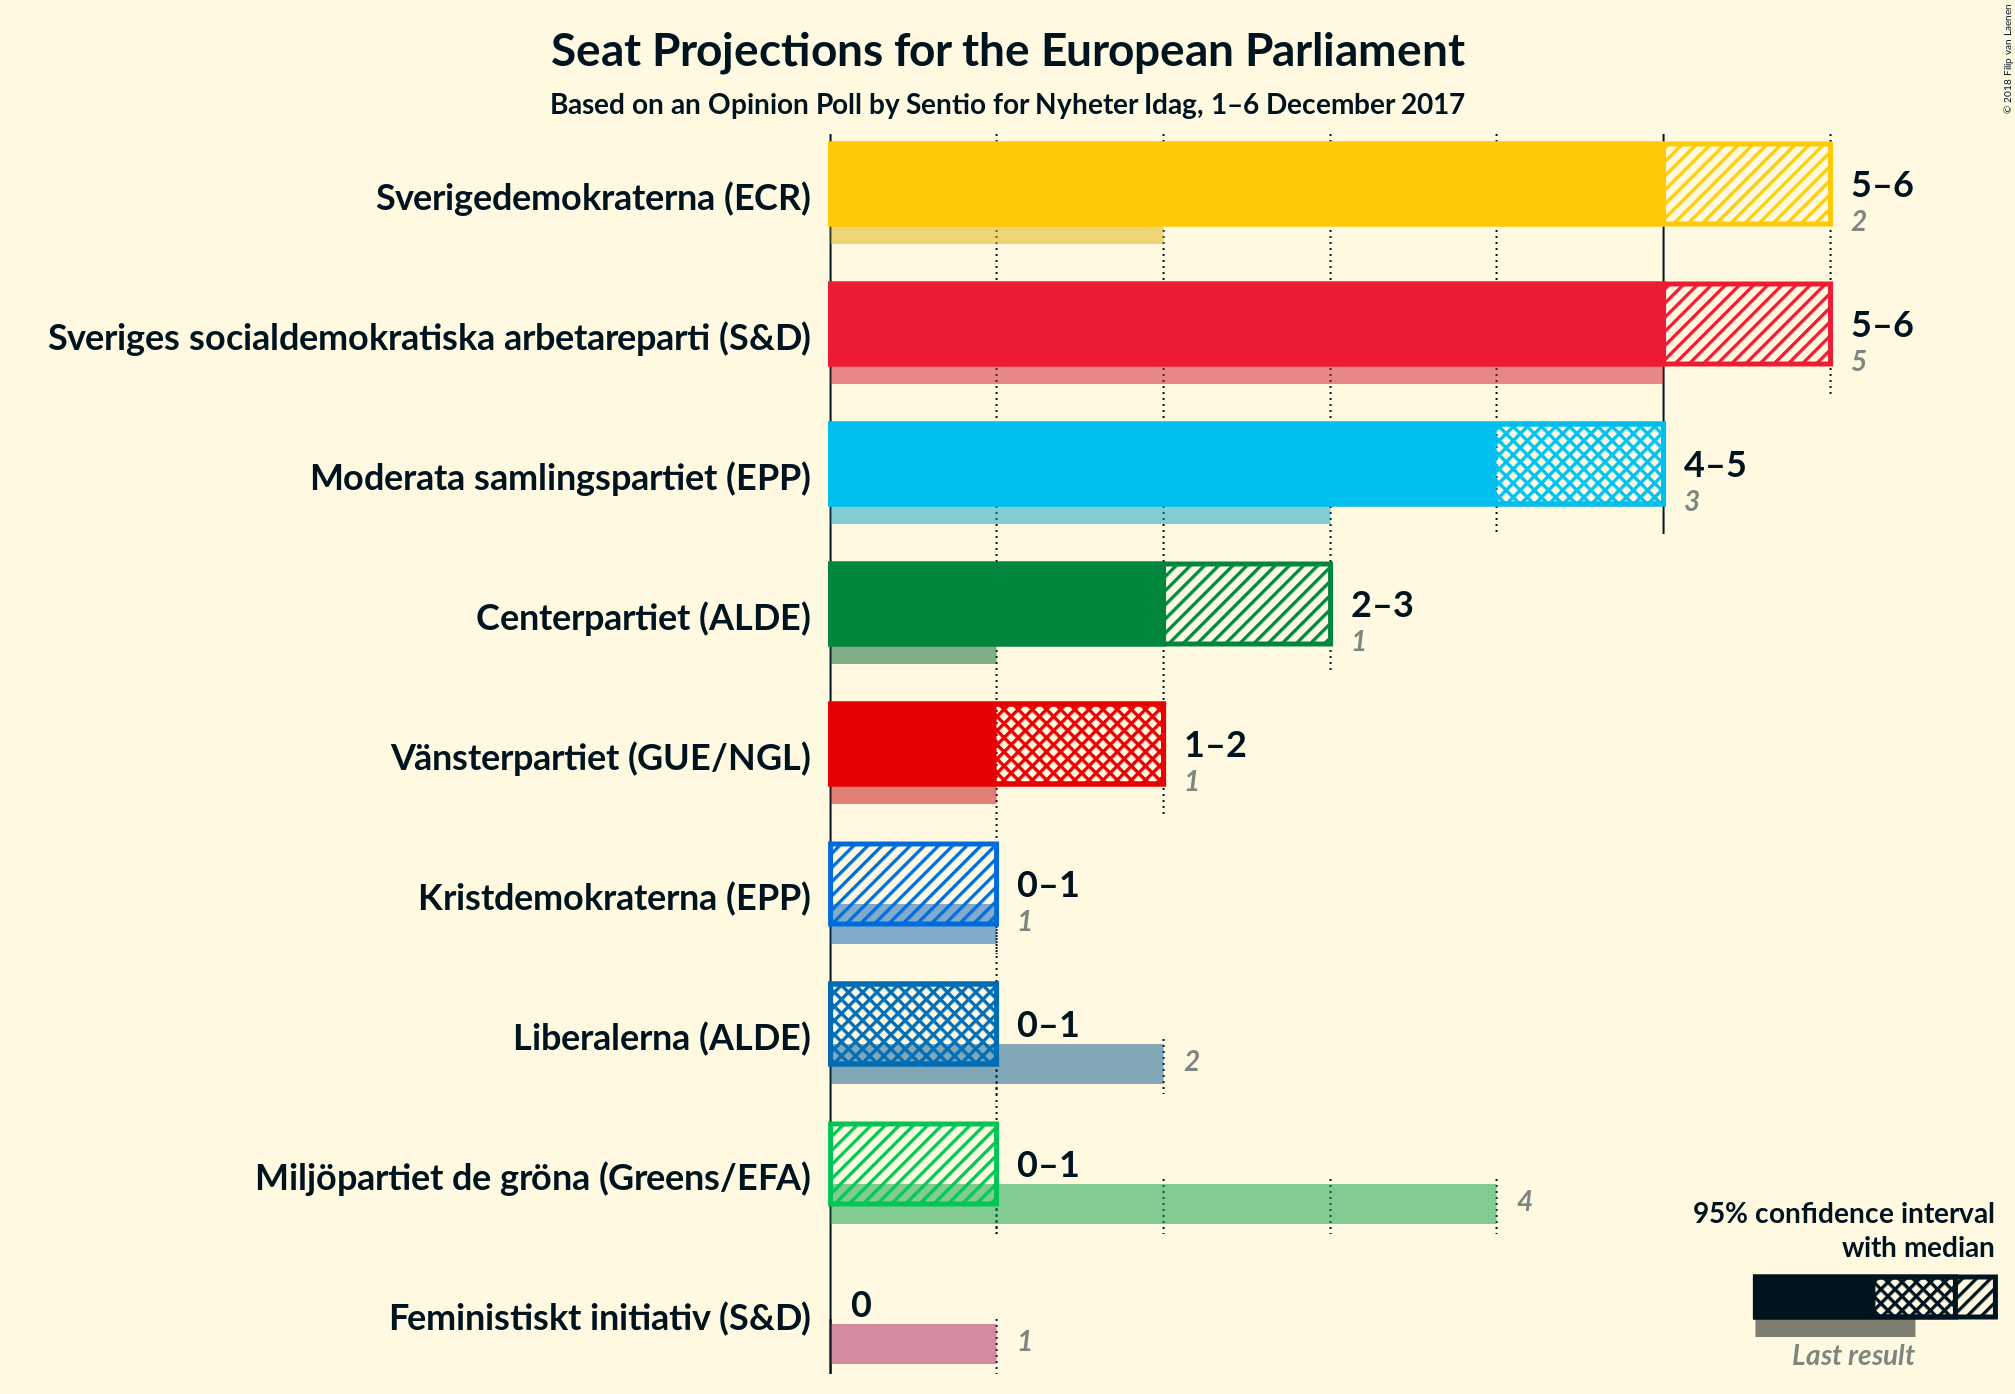 Seat Projections for the European Parliament
Based on an Opinion Poll by Sentio for Nyheter Idag, 1–6 December 2017
© 2018 Filip van Laenen
Sverigedemokraterna (ECR)
5–6
2
Sveriges socialdemokratiska arbetareparti (S&D)
5–6
5
Moderata samlingspartiet (EPP)
4–5
3
Centerpartiet (ALDE)
2–3
1
Vänsterpartiet (GUE/NGL)
1–2
1
Kristdemokraterna (EPP)
0–1
1
Liberalerna (ALDE)
0–1
2
Miljöpartiet de gröna (Greens/EFA)
0–1
4
Feministiskt initiativ (S&D)
0
1
95% confidence interval
with median
Last result